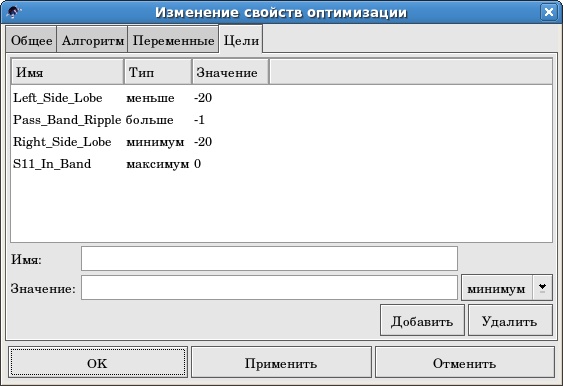 Изменение свойств оптимизации
Общее Алгоритм Переменные Цели
Имя Тип Значение
Left_Side_Lobe меньше -20
Pass_Band_Ripple больше -1
Right_Side_Lobe минимум -20
S11_In_Band максимум 0
Имя:
Значение: минимум
Добавить Удалить
OK Применить Отменить